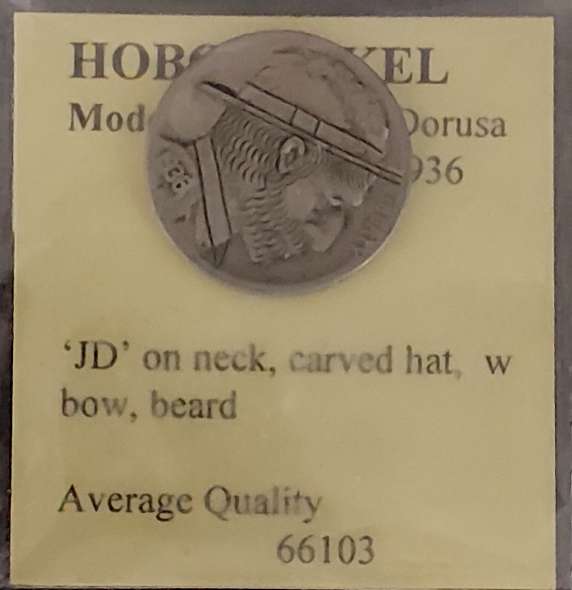 HOB KEL
Mod Dorusa
936
'JD' on neck, carved hat, w
bow, beard
Average Quality
66103